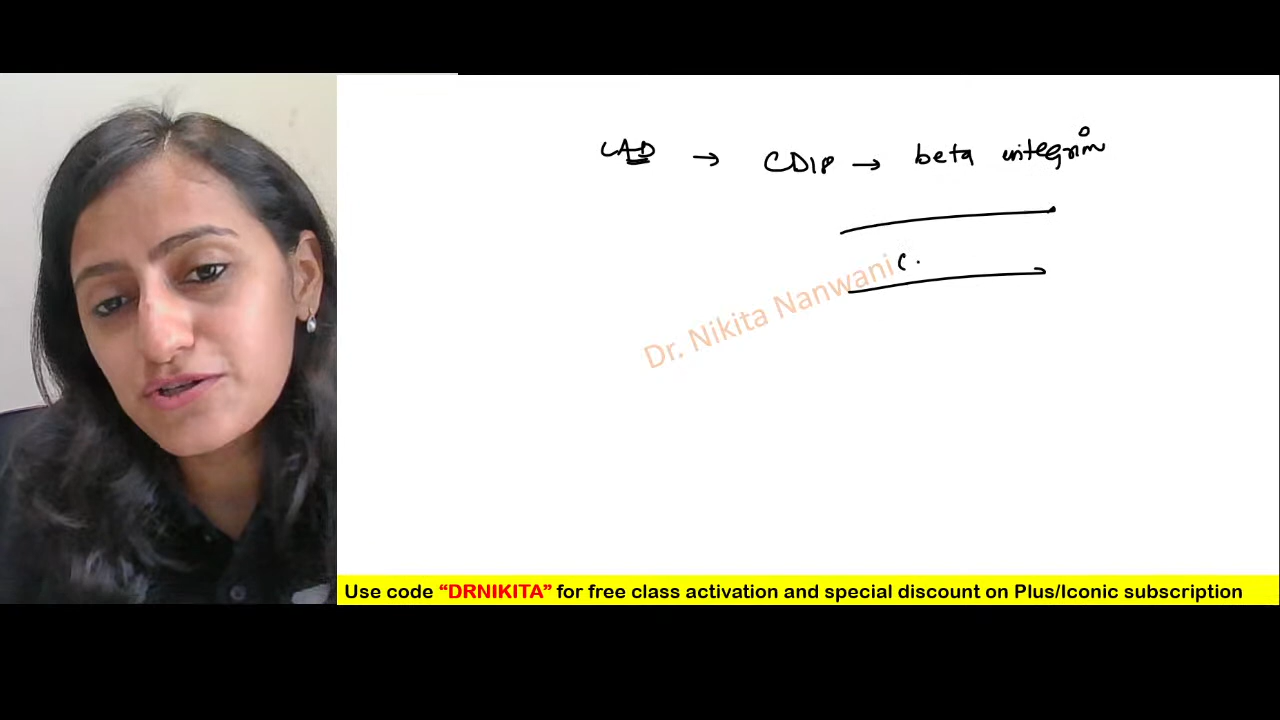 LAD → CD18 → beta integrin
C.
Dr. Nikita Nanwani
Use code “DRNIKITA” for free class activation and special discount on Plus/Iconic subscription